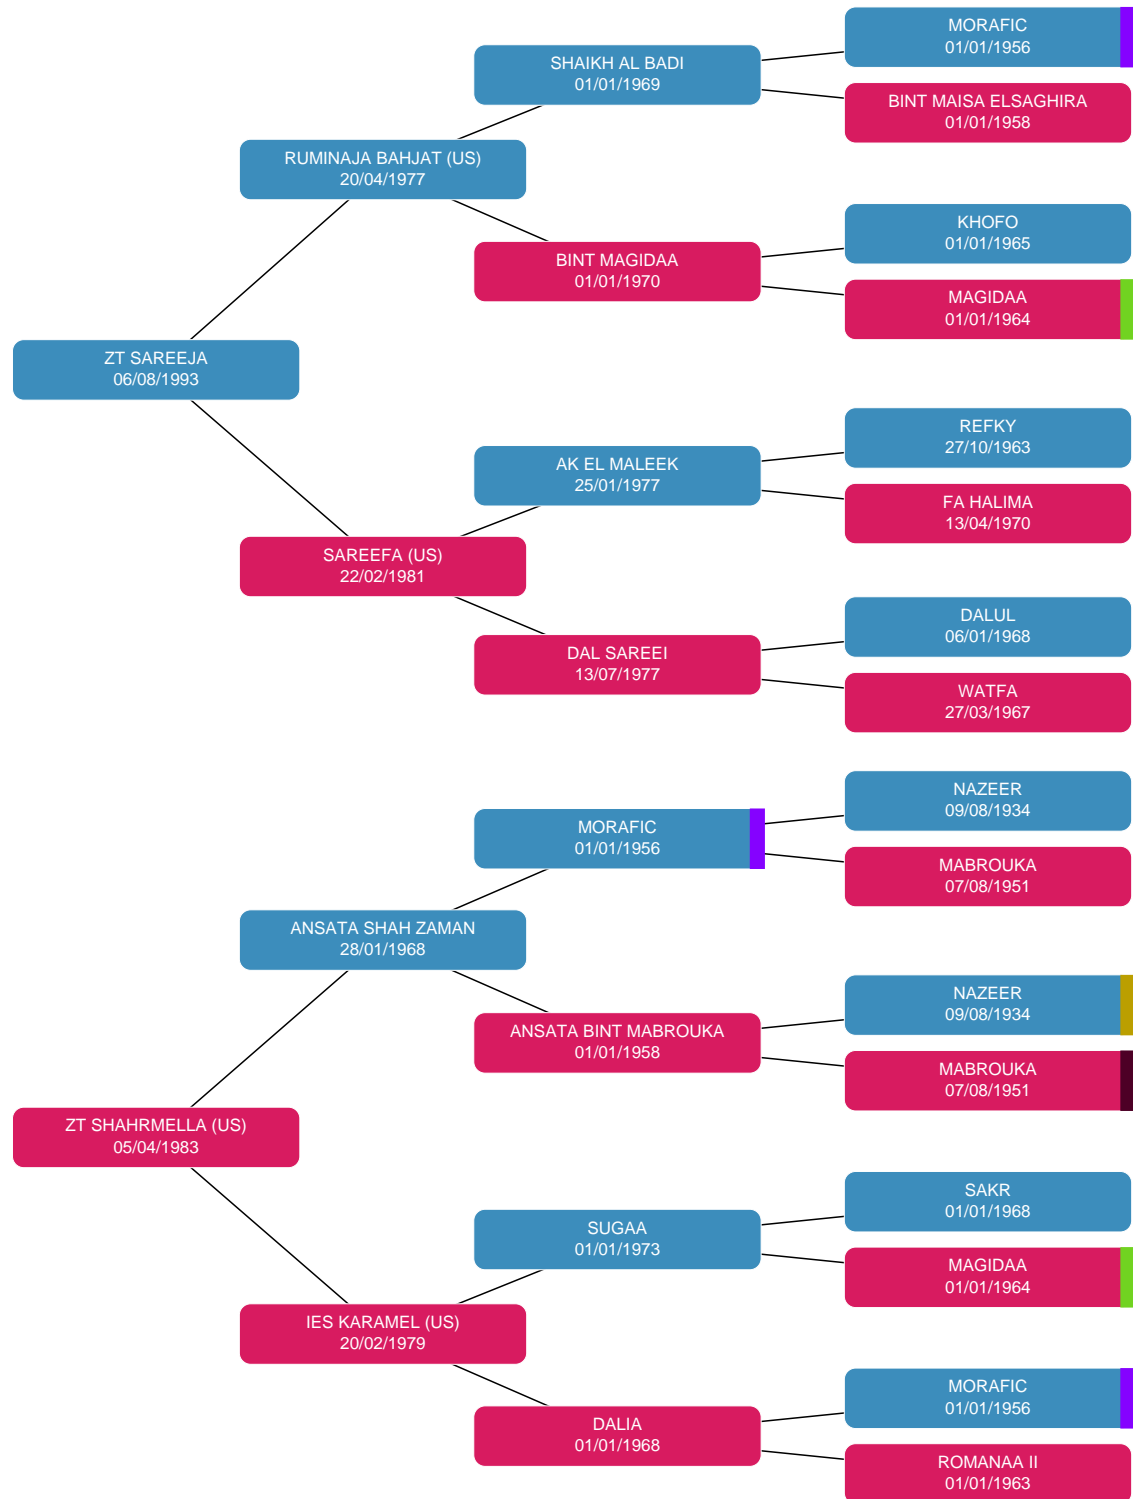 MORAFIC
01/01/1956
SHAIKH AL BADI
01/01/1969
BINT MAISA ELSAGHIRA
01/01/1958
RUMINAJA BAHJAT (US)
20/04/1977
KHOFO
01/01/1965
BINT MAGIDAA
01/01/1970
MAGIDAA
01/01/1964
ZT SAREEJA
06/08/1993
REFKY
27/10/1963
AK EL MALEEK
25/01/1977
FA HALIMA
13/04/1970
SAREEFA (US)
22/02/1981
DALUL
06/01/1968
DAL SAREEI
13/07/1977
WATFA
27/03/1967
NAZEER
09/08/1934
MORAFIC
01/01/1956
MABROUKA
07/08/1951
ANSATA SHAH ZAMAN
28/01/1968
NAZEER
09/08/1934
ANSATA BINT MABROUKA
01/01/1958
MABROUKA
07/08/1951
ZT SHAHRMELLA (US)
05/04/1983
SAKR
01/01/1968
SUGAA
01/01/1973
MAGIDAA
01/01/1964
IES KARAMEL (US)
20/02/1979
MORAFIC
01/01/1956
DALIA
01/01/1968
ROMANAA II
01/01/1963